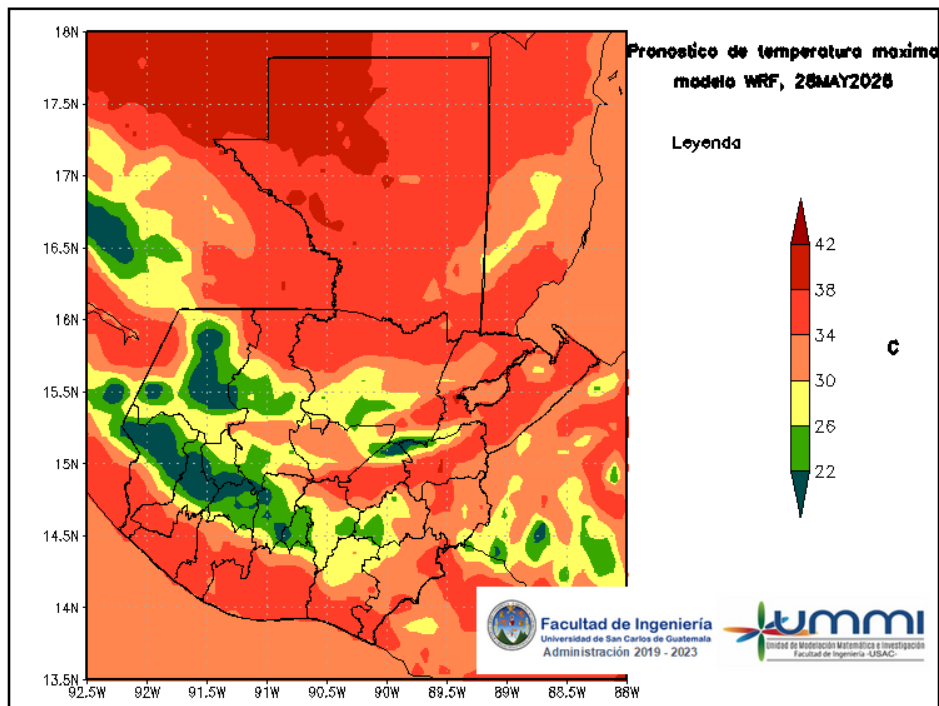 Pronostico de temperatura maxima
modelo WRF, 28MAY2026
Leyenda
42
38
34
30
26
22
C
18N
17.5N
17N
16.5N
16N
15.5N
15N
14.5N
14N
13.5N
92.5W 92W 91.5W 91W 90.5W 90W 89.5W 89W 88.5W 88W
Facultad de Ingeniería
Universidad de San Carlos de Guatemala
Administración 2019 - 2023
UMMI
Unidad de Modelación Matemática e Investigación
Facultad de Ingeniería -USAC-